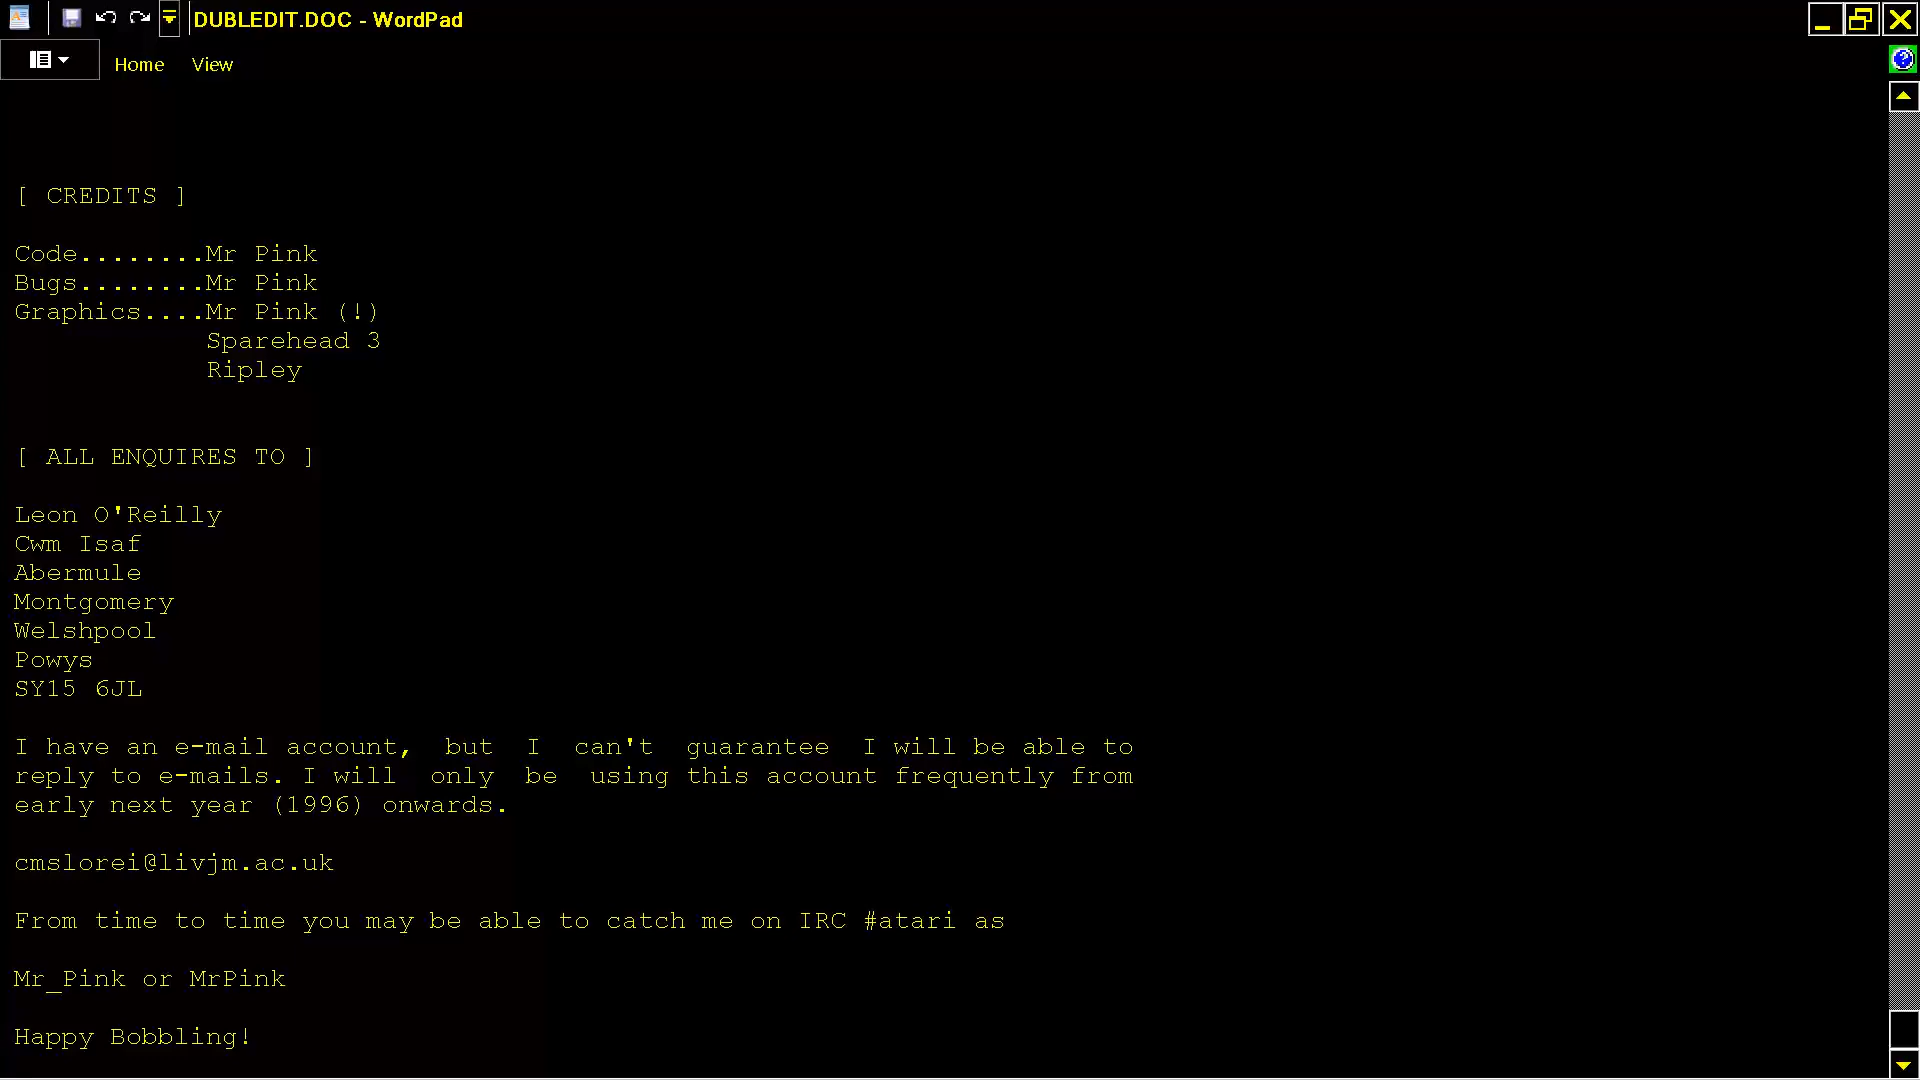 DUBLEDIT.DOC - WordPad
Home View
[ CREDITS ]
Code........Mr Pink
Bugs........Mr Pink
Graphics....Mr Pink (!)
Sparehead 3
Ripley
[ ALL ENQUIRES TO ]
Leon O'Reilly
Cwm Isaf
Abermule
Montgomery
Welshpool
Powys
SY15 6JL
I have an e-mail account, but I can't guarantee I will be able to
reply to e-mails. I will only be using this account frequently from
early next year (1996) onwards.
cmslorei@livjm.ac.uk
From time to time you may be able to catch me on IRC #atari as
Mr_Pink or MrPink
Happy Bobbling!